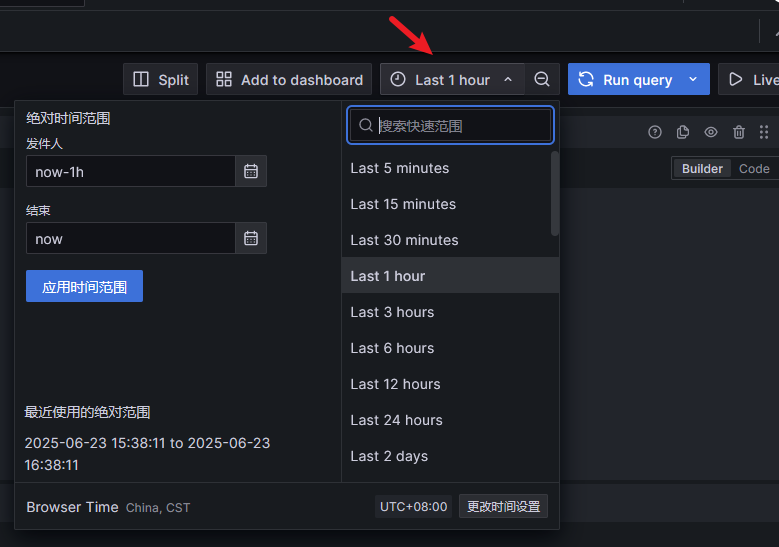 Split
Add to dashboard
Last 1 hour
Run query
Live
绝对时间范围
发件人
now-1h
结束
now
应用时间范围
最近使用的绝对范围
2025-06-23 15:38:11 to 2025-06-23
16:38:11
搜索快速范围
Last 5 minutes
Last 15 minutes
Last 30 minutes
Last 1 hour
Last 3 hours
Last 6 hours
Last 12 hours
Last 24 hours
Last 2 days
Builder
Code
Browser Time China, CST
UTC+08:00
更改时间设置